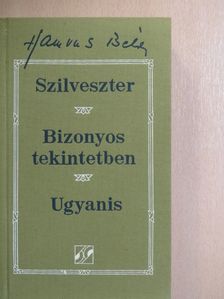 Hamvas Béla
Szilveszter
Bizonyos
tekintetben
Ugyanis